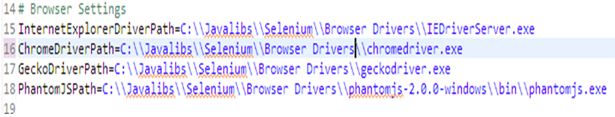 14 # Browser Settings
15 InternetExplorerDriverPath=C:\\Javalibs\\Selenium\\Browser Drivers\\IEDriverServer.exe
16 ChromeDriverPath=C:\\Javalibs\\Selenium\\Browser Drivers\\chromedriver.exe
17 GeckoDriverPath=C:\\Javalibs\\Selenium\\Browser Drivers\\geckodriver.exe
18 PhantomJSPath=C:\\Javalibs\\Selenium\\Browser Drivers\\phantomjs-2.0.0-windows\\bin\\phantomjs.exe
19